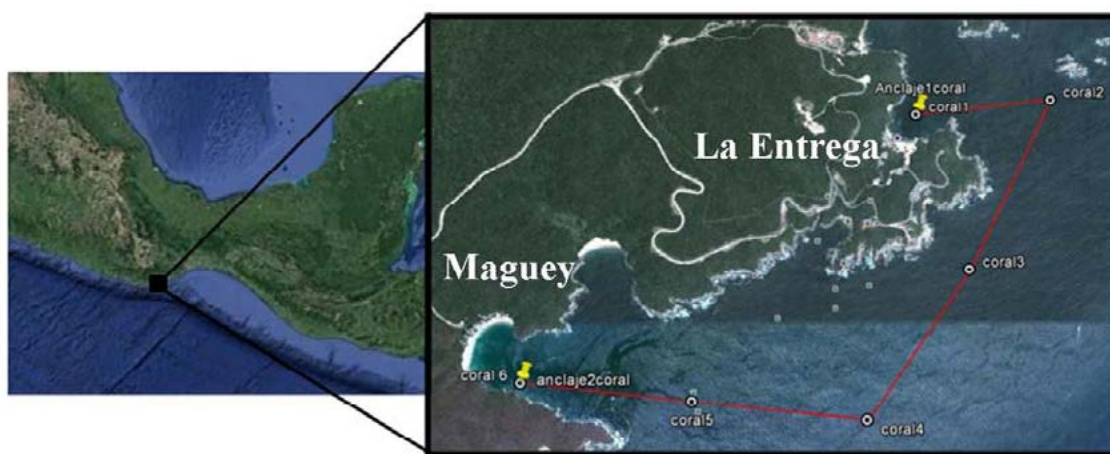 Anclaje1coral
coral1
coral2
La Entrega
coral3
Maguey
coral 6
anclaje2coral
coral5
coral4